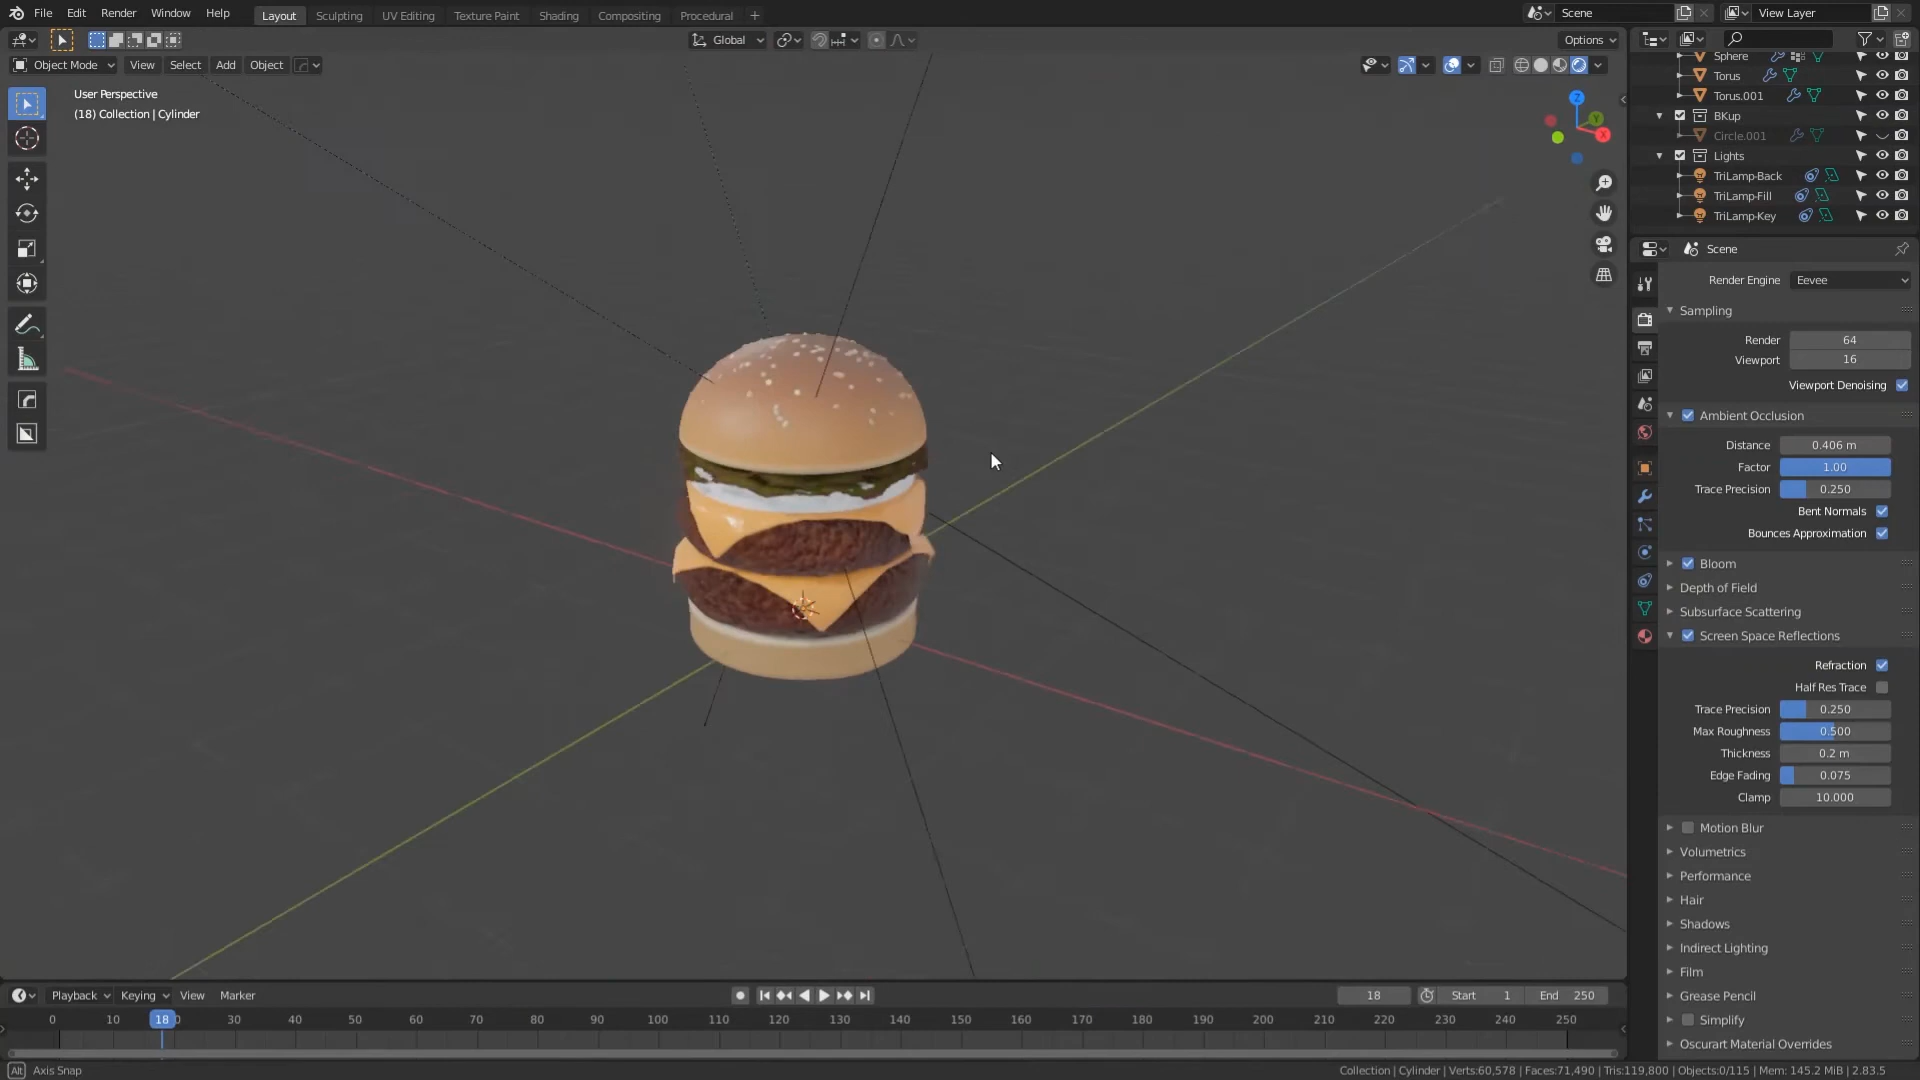 File Edit Render Window Help Layout Sculpting UV Editing Texture Paint Shading Compositing Procedural + Scene View Layer
Global Options
Object Mode View Select Add Object
User Perspective
(18) Collection | Cylinder
Z
Y
X
Sphere
Torus
Torus.001
BKup
Circle.001
Lights
TriLamp-Back
TriLamp-Fill
TriLamp-Key
Scene
Render Engine Eevee
Sampling
Render 64
Viewport 16
Viewport Denoising
Ambient Occlusion
Distance 0.406 m
Factor 1.00
Trace Precision 0.250
Bent Normals
Bounces Approximation
Bloom
Depth of Field
Subsurface Scattering
Screen Space Reflections
Refraction
Half Res Trace
Trace Precision 0.250
Max Roughness 0.500
Thickness 0.2 m
Edge Fading 0.075
Clamp 10.000
Motion Blur
Volumetrics
Performance
Hair
Shadows
Indirect Lighting
Film
Grease Pencil
Simplify
Oscurart Material Overrides
Playback Keying View Marker 18 Start 1 End 250
0 10 18 30 40 50 60 70 80 90 100 110 120 130 140 150 160 170 180 190 200 210 220 230 240 250
Alt Axis Snap
Collection | Cylinder | Verts:60,578 | Faces:71,490 | Tris:119,800 | Objects:0/115 | Mem: 145.2 MiB | 2.83.5